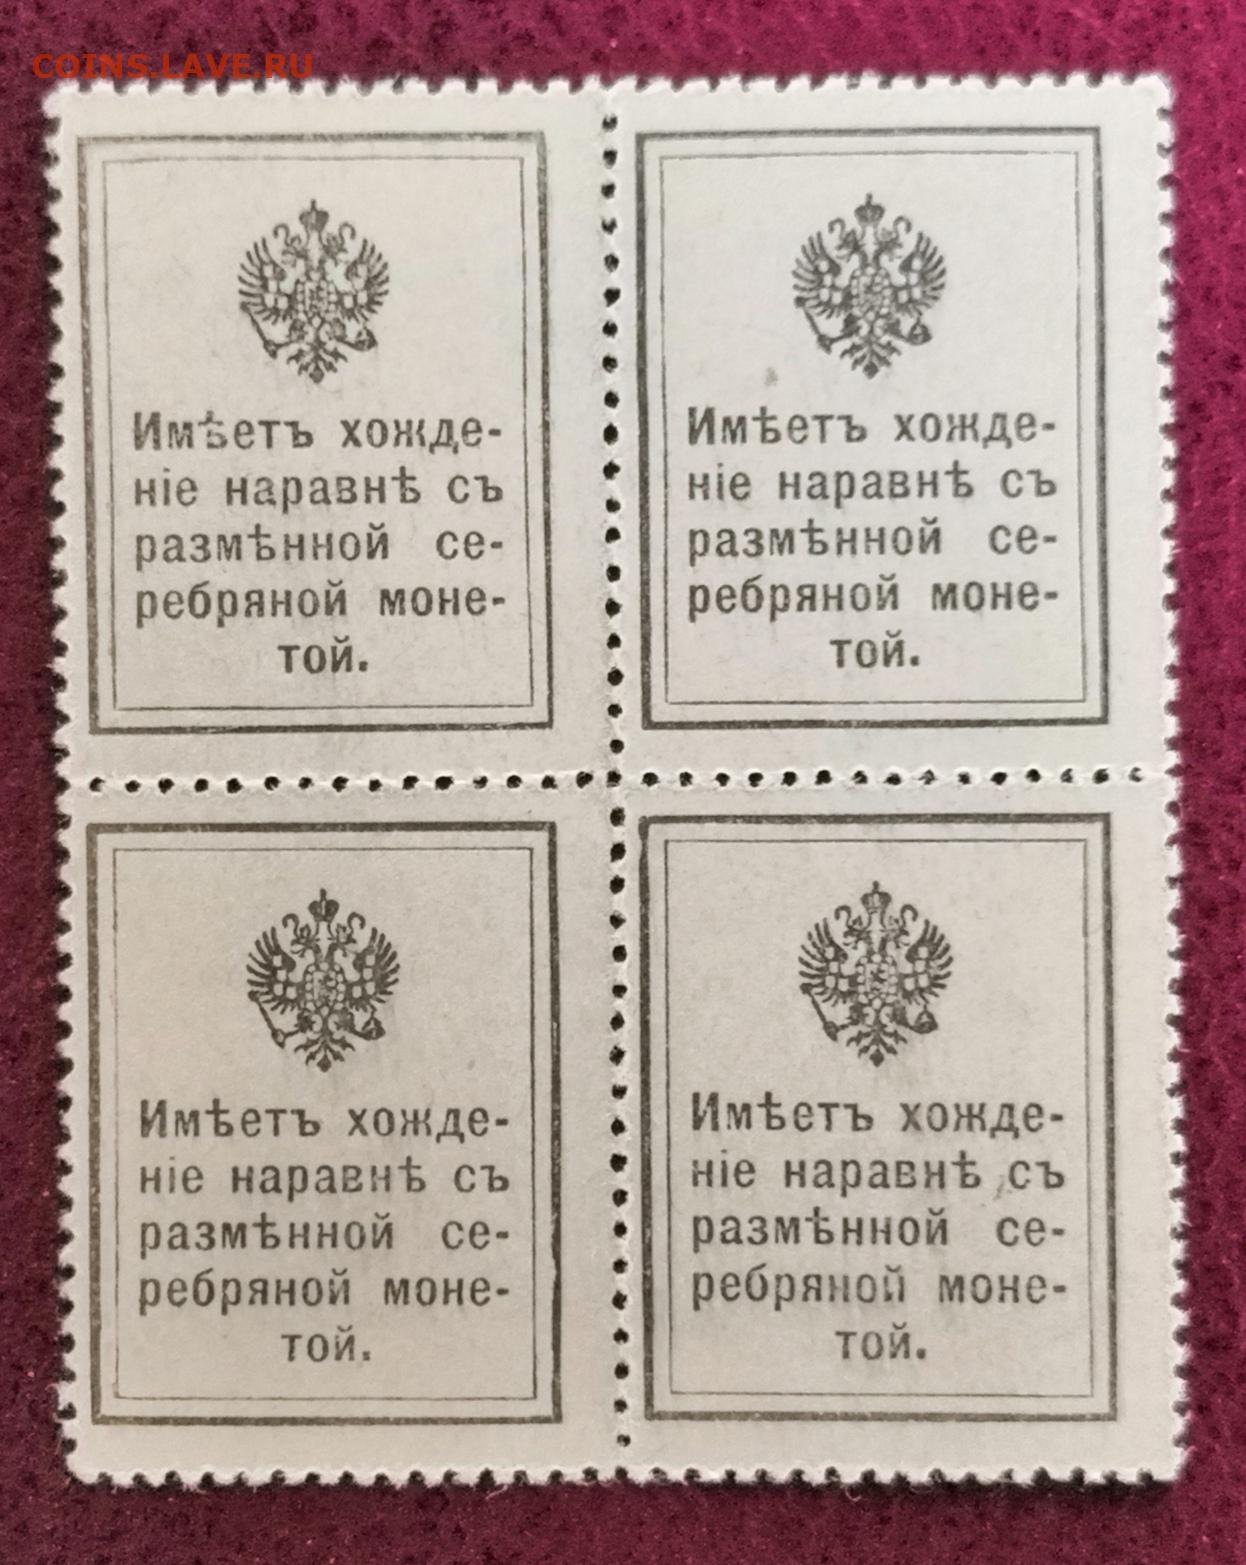 COINS.LAVE.RU
Имѣетъ хожде-
ніе наравнѣ съ
размѣнной се-
ребряной моне-
той.
Имѣетъ хожде-
ніе наравнѣ съ
размѣнной се-
ребряной моне-
той.
Имѣетъ хожде-
ніе наравнѣ съ
размѣнной се-
ребряной моне-
той.
Имѣетъ хожде-
ніе наравнѣ съ
размѣнной се-
ребряной моне-
той.